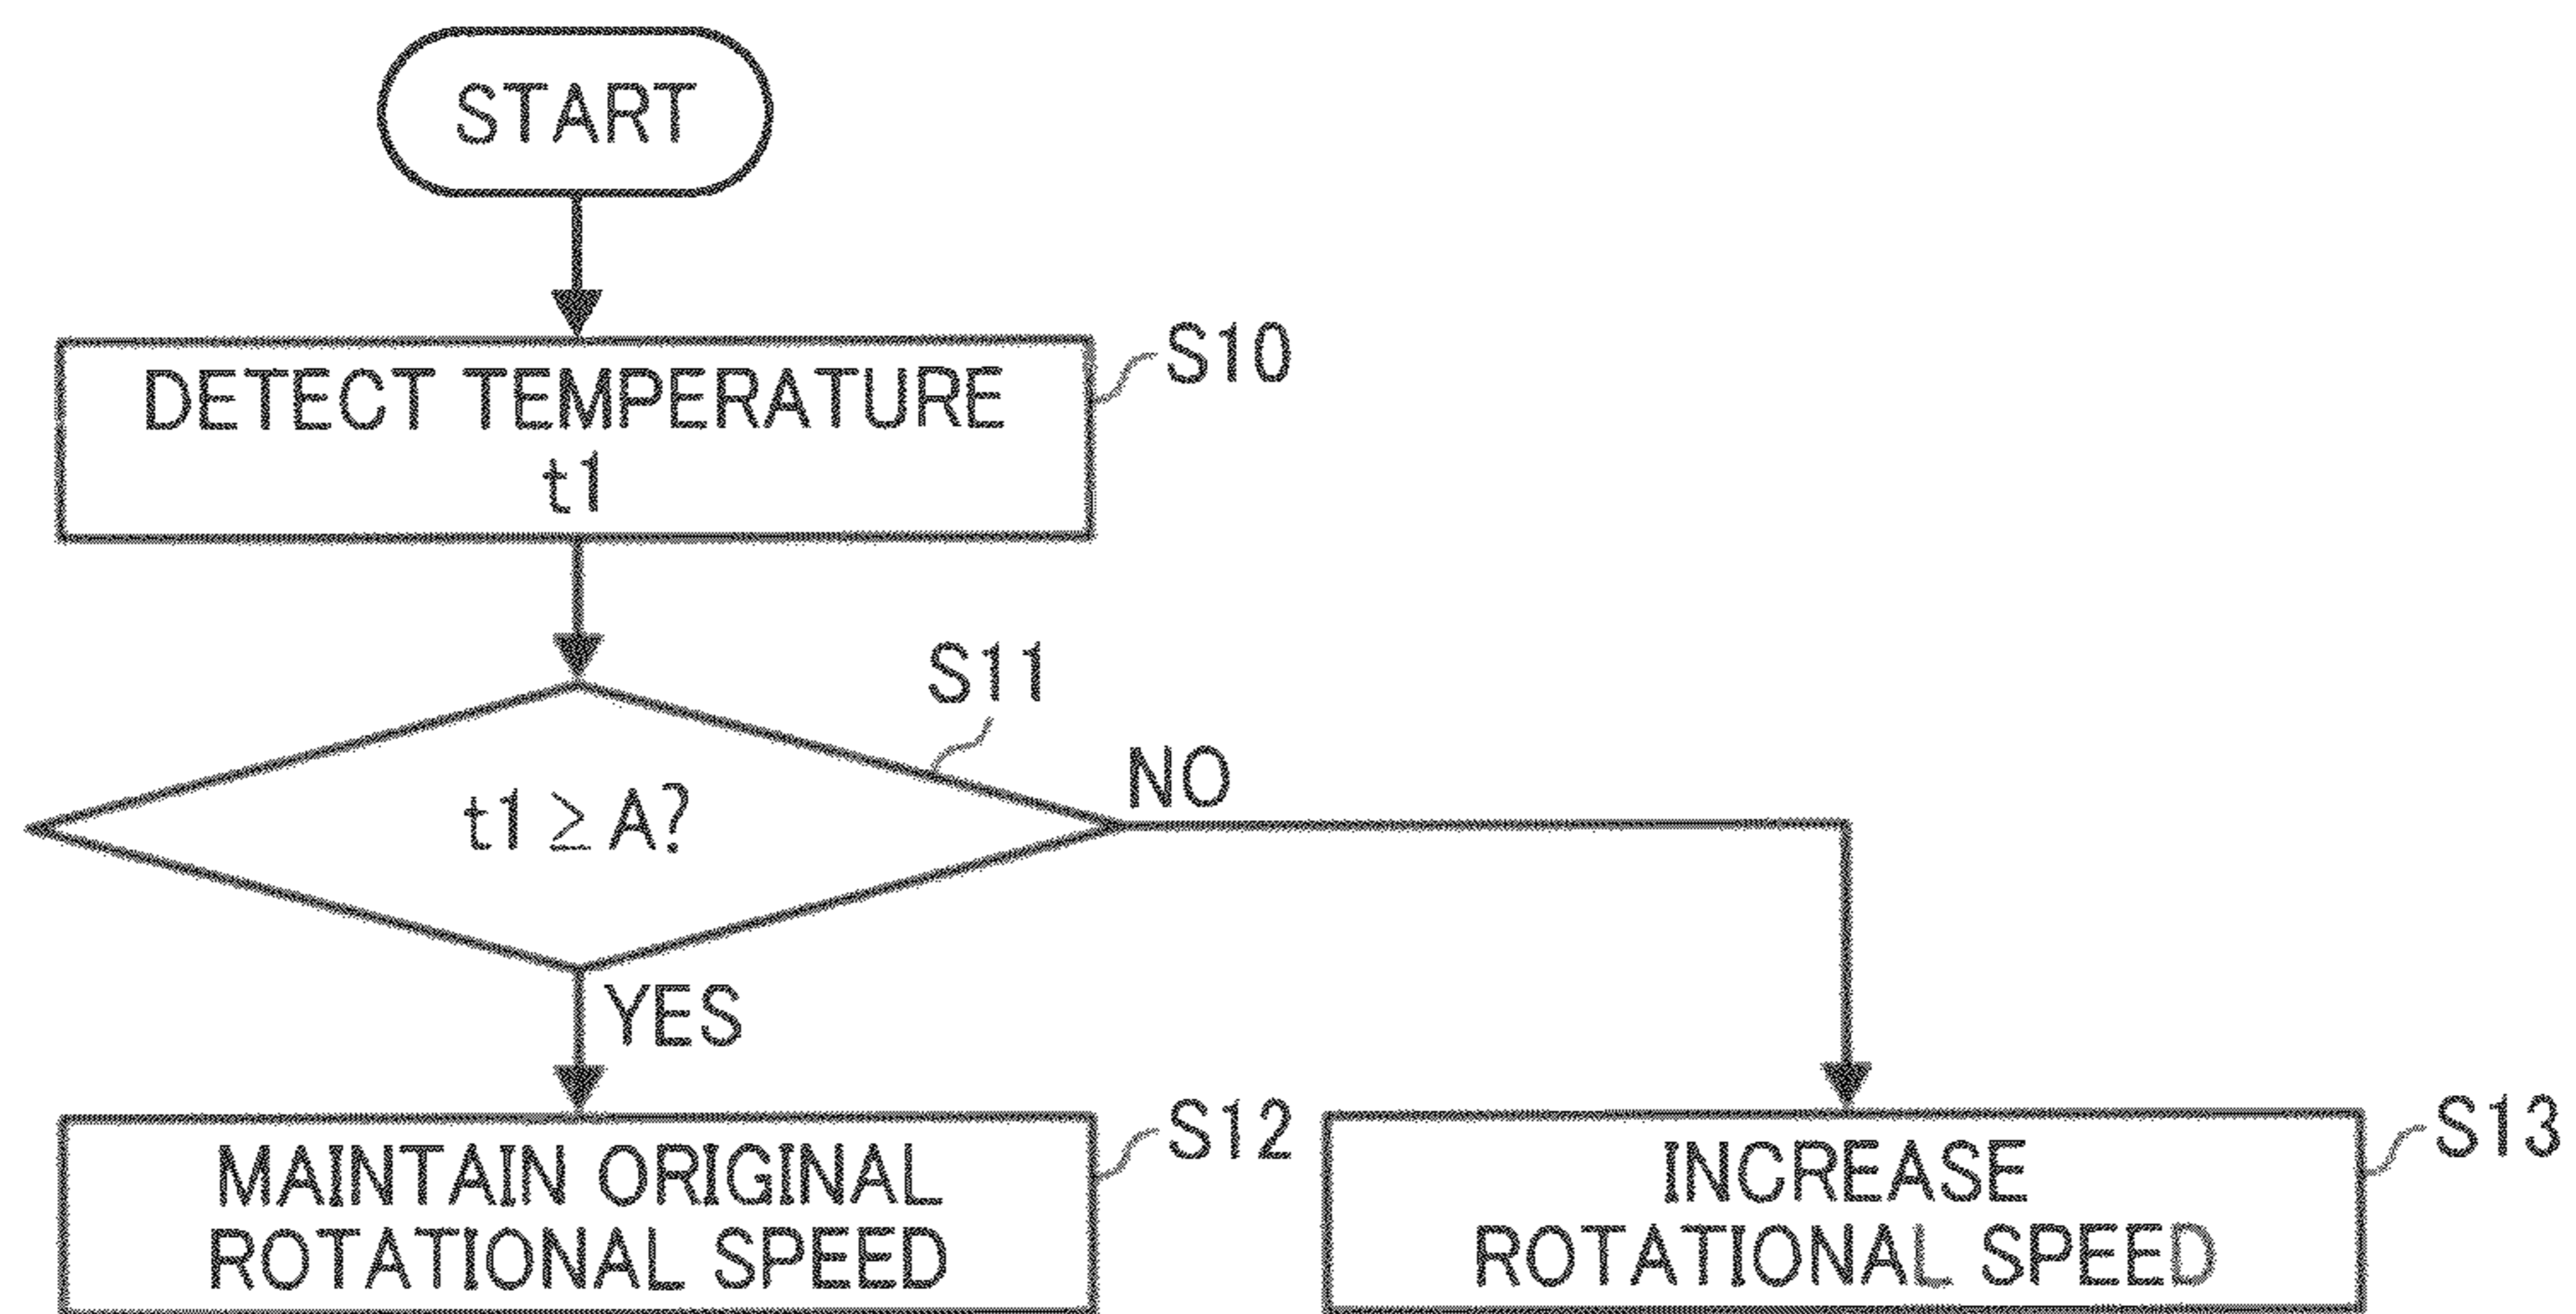 START
DETECT TEMPERATURE
t1
S10
S11
t1 ≥ A?
NO
YES
MAINTAIN ORIGINAL
ROTATIONAL SPEED
S12
INCREASE
ROTATIONAL SPEED
S13